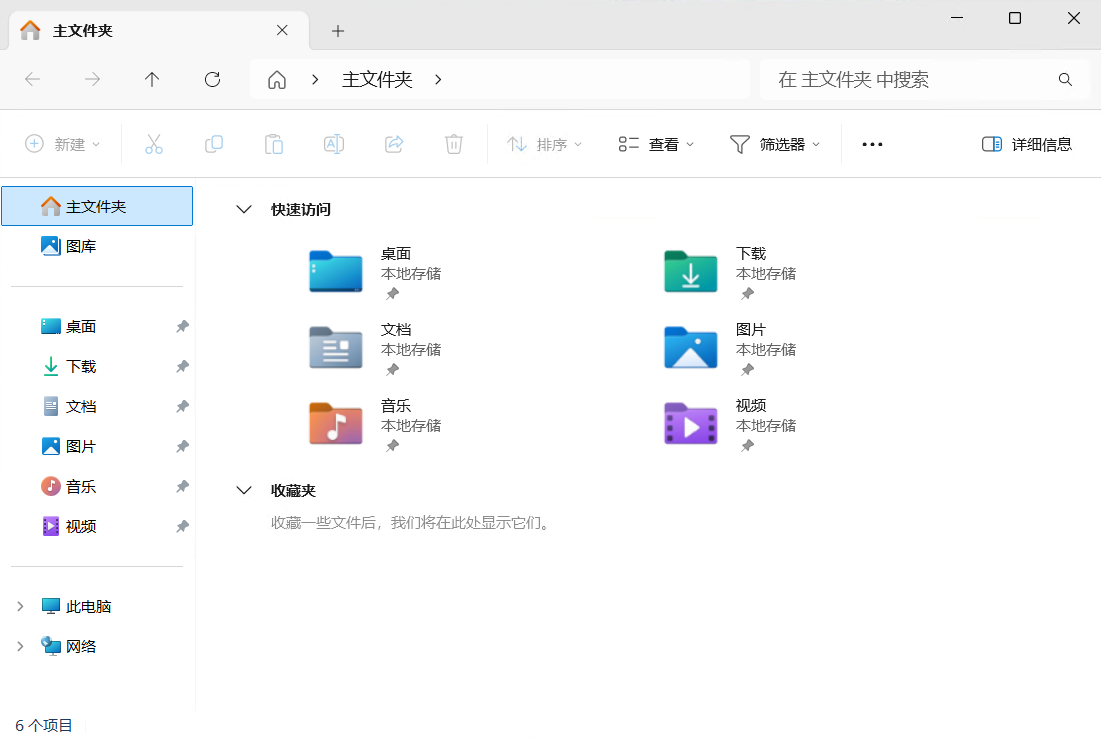 主文件夹
主文件夹
在 主文件夹 中搜索
新建
排序
查看
筛选器
详细信息
主文件夹
图库
桌面
下载
文档
图片
音乐
视频
此电脑
网络
快速访问
桌面
本地存储
下载
本地存储
文档
本地存储
图片
本地存储
音乐
本地存储
视频
本地存储
收藏夹
收藏一些文件后，我们将在此处显示它们。
6 个项目